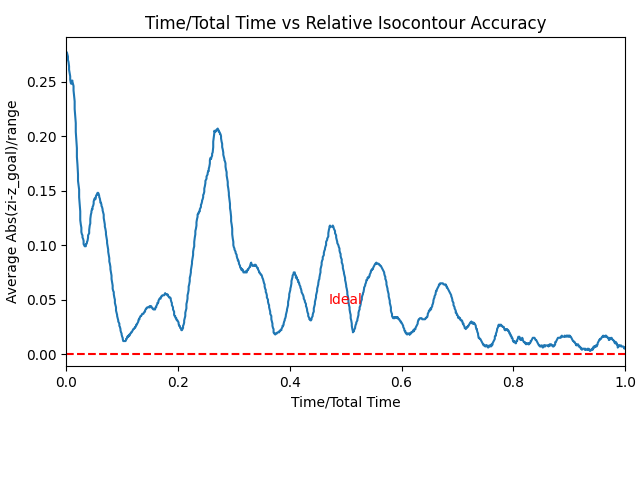 Time/Total Time vs Relative Isocontour Accuracy
Average Abs(zi-z_goal)/range
0.25
0.20
0.15
0.10
0.05
0.00
Ideal
0.0 0.2 0.4 0.6 0.8 1.0
Time/Total Time